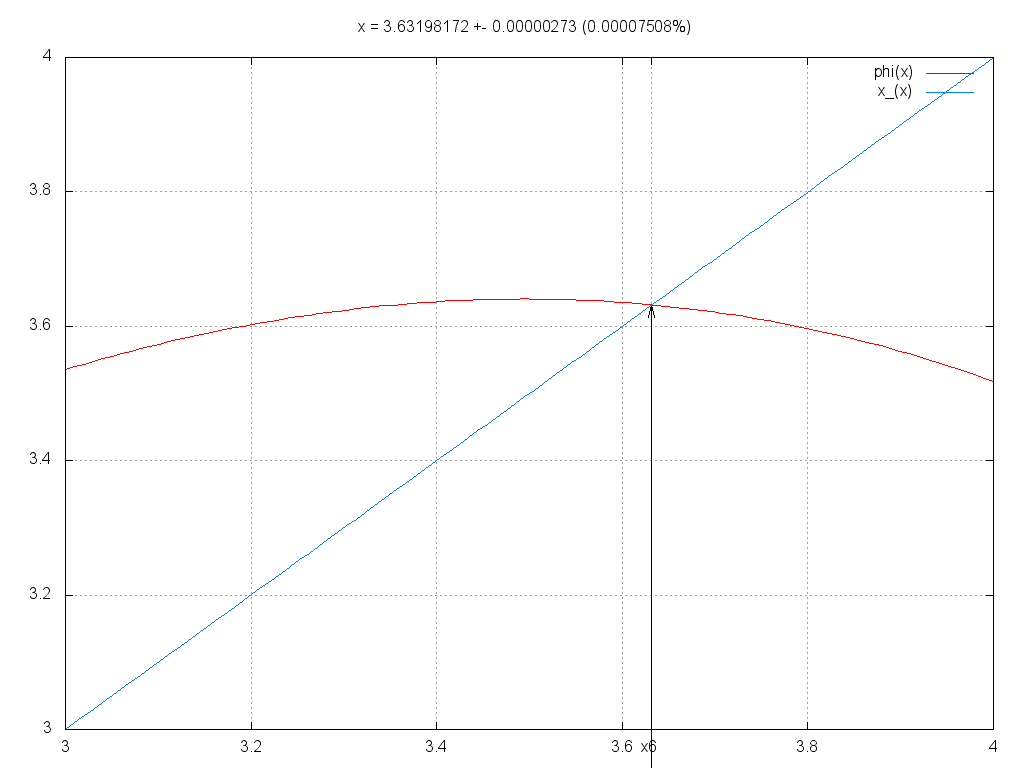 x = 3.63198172 +- 0.00000273 (0.00007508%)
4
phi(x)
x_(x)
3.8
3.6
3.4
3.2
3
3 3.2 3.4 3.6 x6 3.8 4